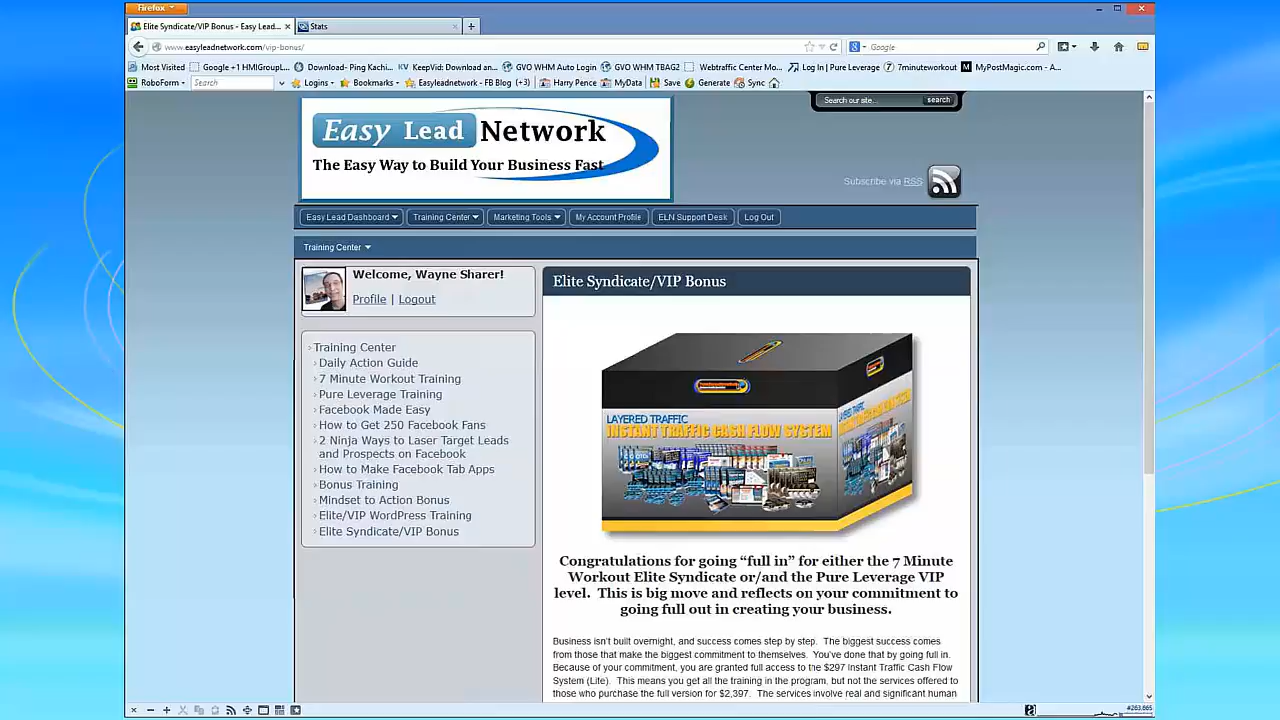 Firefox
Elite Syndicate/VIP Bonus - Easy Lead...
Stats
www.easyleadnetwork.com/vip-bonus/
Google
Most Visited
Google +1 HMIGroupL...
Download- Ping Kachi...
KeepVid: Download an...
GVO WHM Auto Login
GVO WHM TBAG2
Webtraffic Center Mo...
Log In | Pure Leverage
7minuteworkout
MyPostMagic.com - A...
RoboForm
Search
Logins
Bookmarks
Easyleadnetwork - FB Blog (+3)
Harry Pence
MyData
Save
Generate
Sync
Easy Lead Network
The Easy Way to Build Your Business Fast
Search our site...
search
Subscribe via RSS
Easy Lead Dashboard
Training Center
Marketing Tools
My Account Profile
ELN Support Desk
Log Out
Training Center
Welcome, Wayne Sharer!
Profile | Logout
Training Center
Daily Action Guide
7 Minute Workout Training
Pure Leverage Training
Facebook Made Easy
How to Get 250 Facebook Fans
2 Ninja Ways to Laser Target Leads
and Prospects on Facebook
How to Make Facebook Tab Apps
Bonus Training
Mindset to Action Bonus
Elite/VIP WordPress Training
Elite Syndicate/VIP Bonus
Elite Syndicate/VIP Bonus
LAYERED TRAFFIC
INSTANT TRAFFIC CASH FLOW SYSTEM
Congratulations for going “full in” for either the 7 Minute
Workout Elite Syndicate or/and the Pure Leverage VIP
level. This is big move and reflects on your commitment to
going full out in creating your business.
Business isn't built overnight, and success comes step by step. The biggest success comes
from those that make the biggest commitment to themselves. You've done that by going full in.
Because of your commitment, you are granted full access to the $297 Instant Traffic Cash Flow
System (Lite). This means you get all the training in the program, but not the services offered to
those who purchase the full version for $2,397. The services involve real and significant human
#263,865